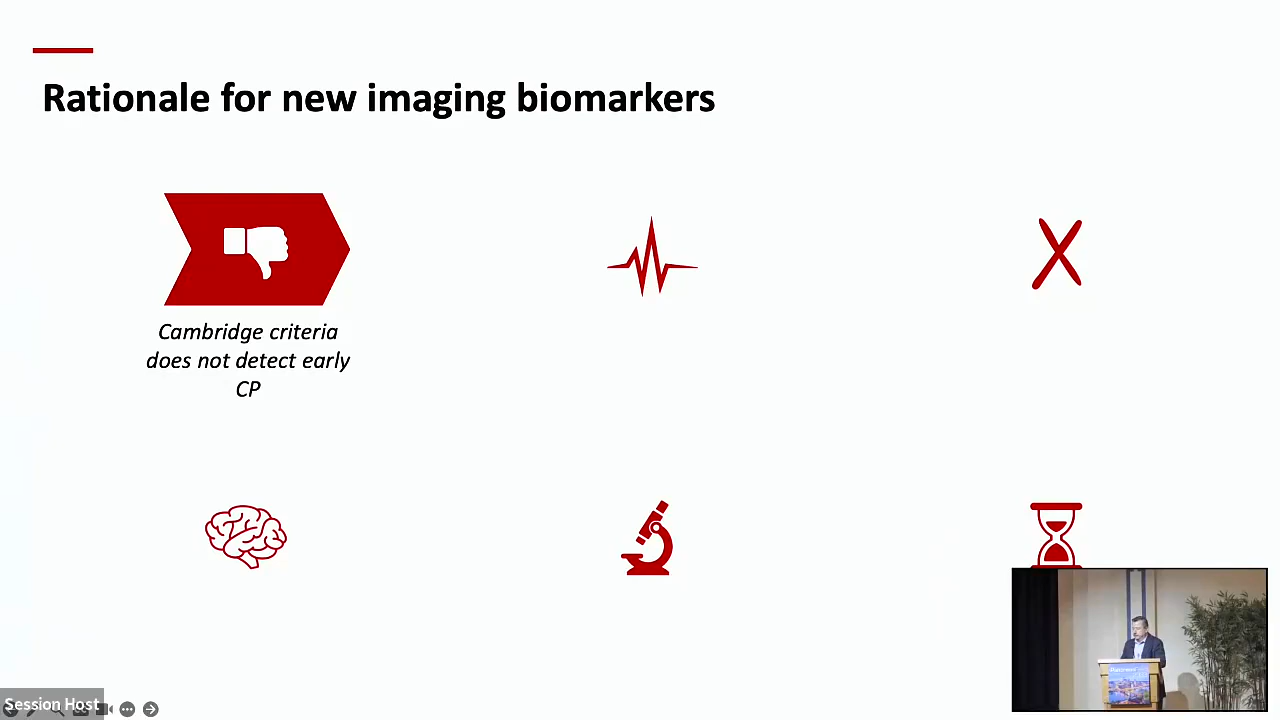 Rationale for new imaging biomarkers
Cambridge criteria
does not detect early
CP
Session Host